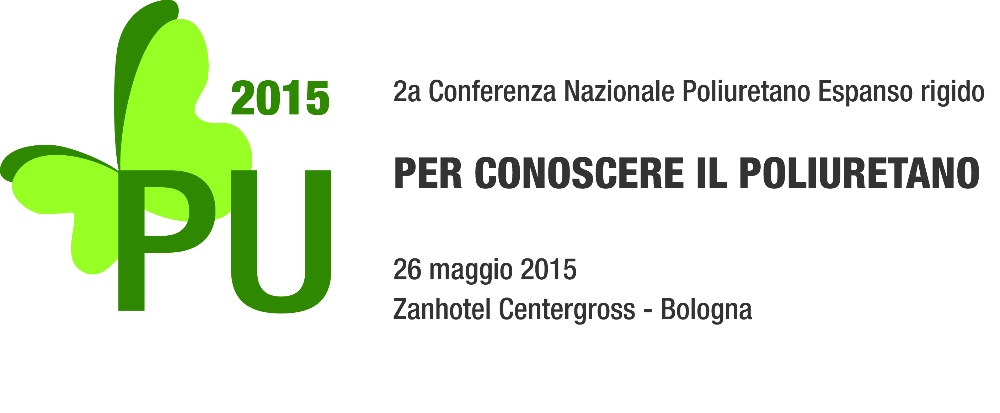 2015
PU
2a Conferenza Nazionale Poliuretano Espanso rigido
PER CONOSCERE IL POLIURETANO
26 maggio 2015
Zanhotel Centergross - Bologna